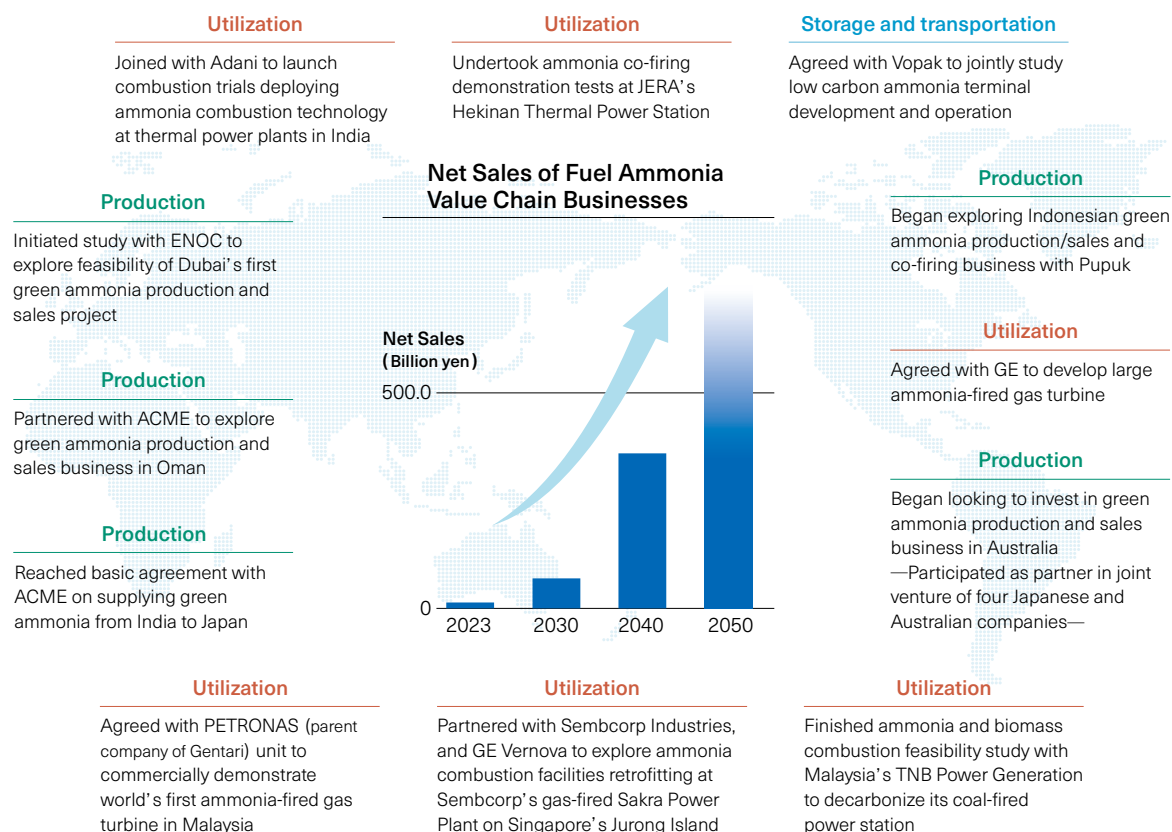 Utilization
Joined with Adani to launch
combustion trials deploying
ammonia combustion technology
at thermal power plants in India
Utilization
Undertook ammonia co-firing
demonstration tests at JERA's
Hekinan Thermal Power Station
Storage and transportation
Agreed with Vopak to jointly study
low carbon ammonia terminal
development and operation
Production
Initiated study with ENOC to
explore feasibility of Dubai's first
green ammonia production and
sales project
Production
Partnered with ACME to explore
green ammonia production and
sales business in Oman
Production
Reached basic agreement with
ACME on supplying green
ammonia from India to Japan
Net Sales of Fuel Ammonia
Value Chain Businesses
Net Sales
(Billion yen)
500.0
0
2023 2030 2040 2050
Production
Began exploring Indonesian green
ammonia production/sales and
co-firing business with Pupuk
Utilization
Agreed with GE to develop large
ammonia-fired gas turbine
Production
Began looking to invest in green
ammonia production and sales
business in Australia
—Participated as partner in joint
venture of four Japanese and
Australian companies—
Utilization
Agreed with PETRONAS (parent
company of Gentari) unit to
commercially demonstrate
world's first ammonia-fired gas
turbine in Malaysia
Utilization
Partnered with Sembcorp Industries,
and GE Vernova to explore ammonia
combustion facilities retrofitting at
Sembcorp's gas-fired Sakra Power
Plant on Singapore's Jurong Island
Utilization
Finished ammonia and biomass
combustion feasibility study with
Malaysia's TNB Power Generation
to decarbonize its coal-fired
power station